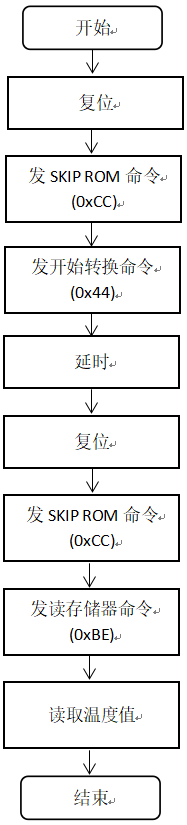 开始
复位
发 SKIP ROM 命令
(0xCC)
发开始转换命令
(0x44)
延时
复位
发 SKIP ROM 命令
(0xCC)
发读存储器命令
(0xBE)
读取温度值
结束